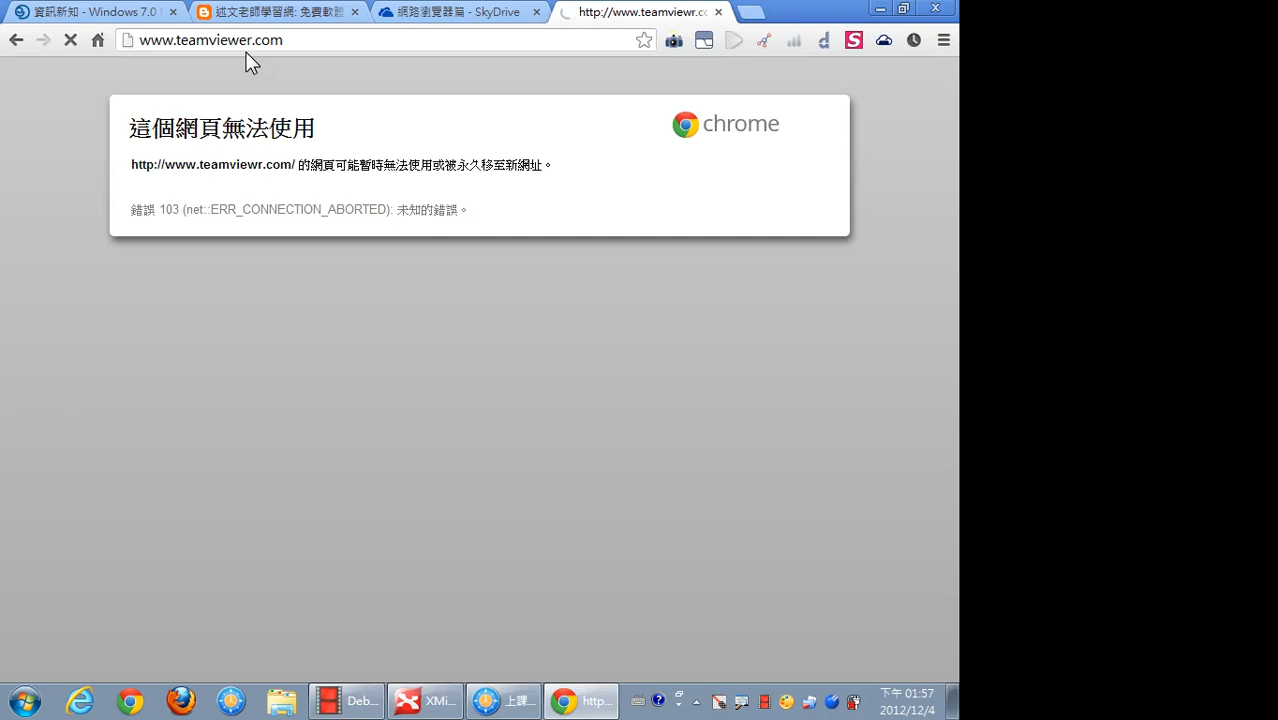 資訊新知 - Windows 7.0
述文老師學習網: 免費軟體
網路瀏覽器篇 - SkyDrive
http://www.teamviewr.c
www.teamviewer.com
這個網頁無法使用
chrome
http://www.teamviewr.com/ 的網頁可能暫時無法使用或被永久移至新網址。
錯誤 103 (net::ERR_CONNECTION_ABORTED): 未知的錯誤。
Deb...
XMi...
上課...
http...
下午 01:57
2012/12/4